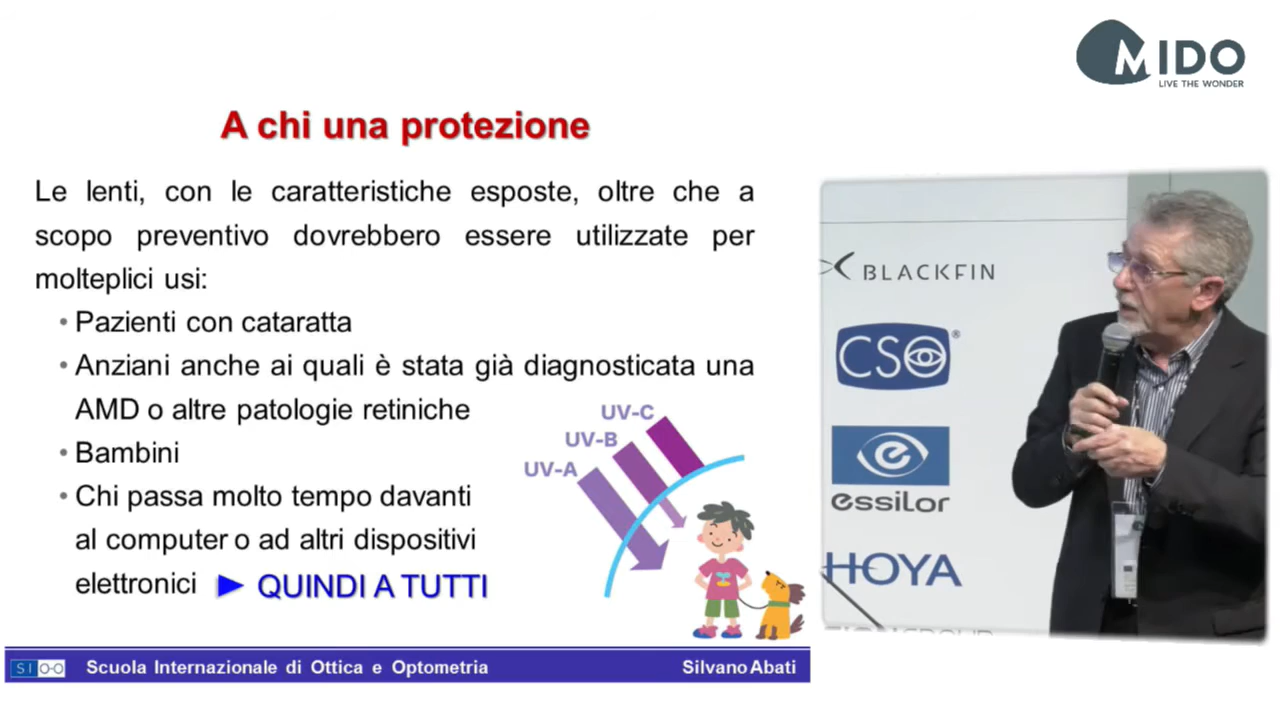 MIDO
LIVE THE WONDER
A chi una protezione
Le lenti, con le caratteristiche esposte, oltre che a
scopo preventivo dovrebbero essere utilizzate per
molteplici usi:
• Pazienti con cataratta
• Anziani anche ai quali è stata già diagnosticata una
AMD o altre patologie retiniche
• Bambini
• Chi passa molto tempo davanti
al computer o ad altri dispositivi
elettronici ► QUINDI A TUTTI
UV-C
UV-B
UV-A
SIOO
Scuola Internazionale di Ottica e Optometria
Silvano Abati
BLACKFIN
CSO®
essilor
HOYA